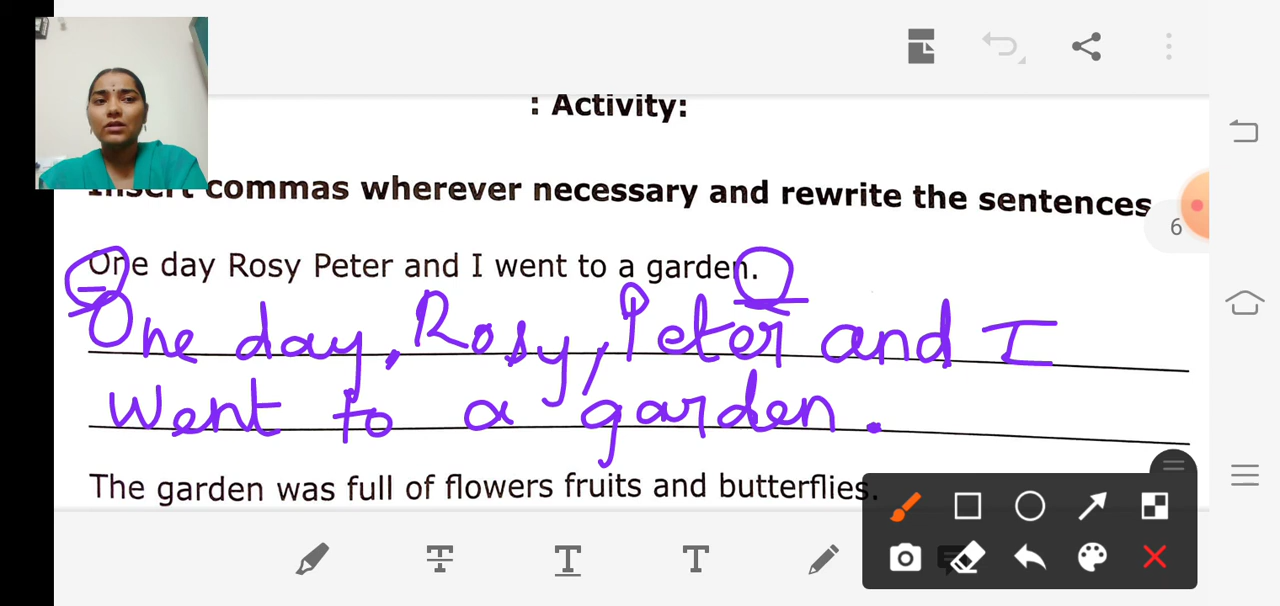 : Activity:
Insert commas wherever necessary and rewrite the sentences
6
One day Rosy Peter and I went to a garden.
One day, Rosy, Peter and I
went to a garden.
The garden was full of flowers fruits and butterflies.